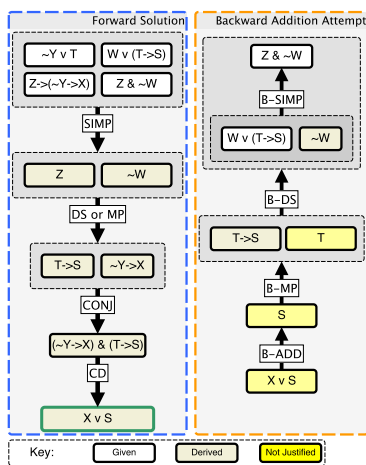 Forward Solution
~Y v T
W v (T->S)
Z->(~Y->X)
Z & ~W
SIMP
Z
~W
DS or MP
T->S
~Y->X
CONJ
(~Y->X) & (T->S)
CD
X v S
Backward Addition Attempt
Z & ~W
B-SIMP
W v (T->S)
~W
B-DS
T->S
T
B-MP
S
B-ADD
X v S
Key:
Given
Derived
Not Justified